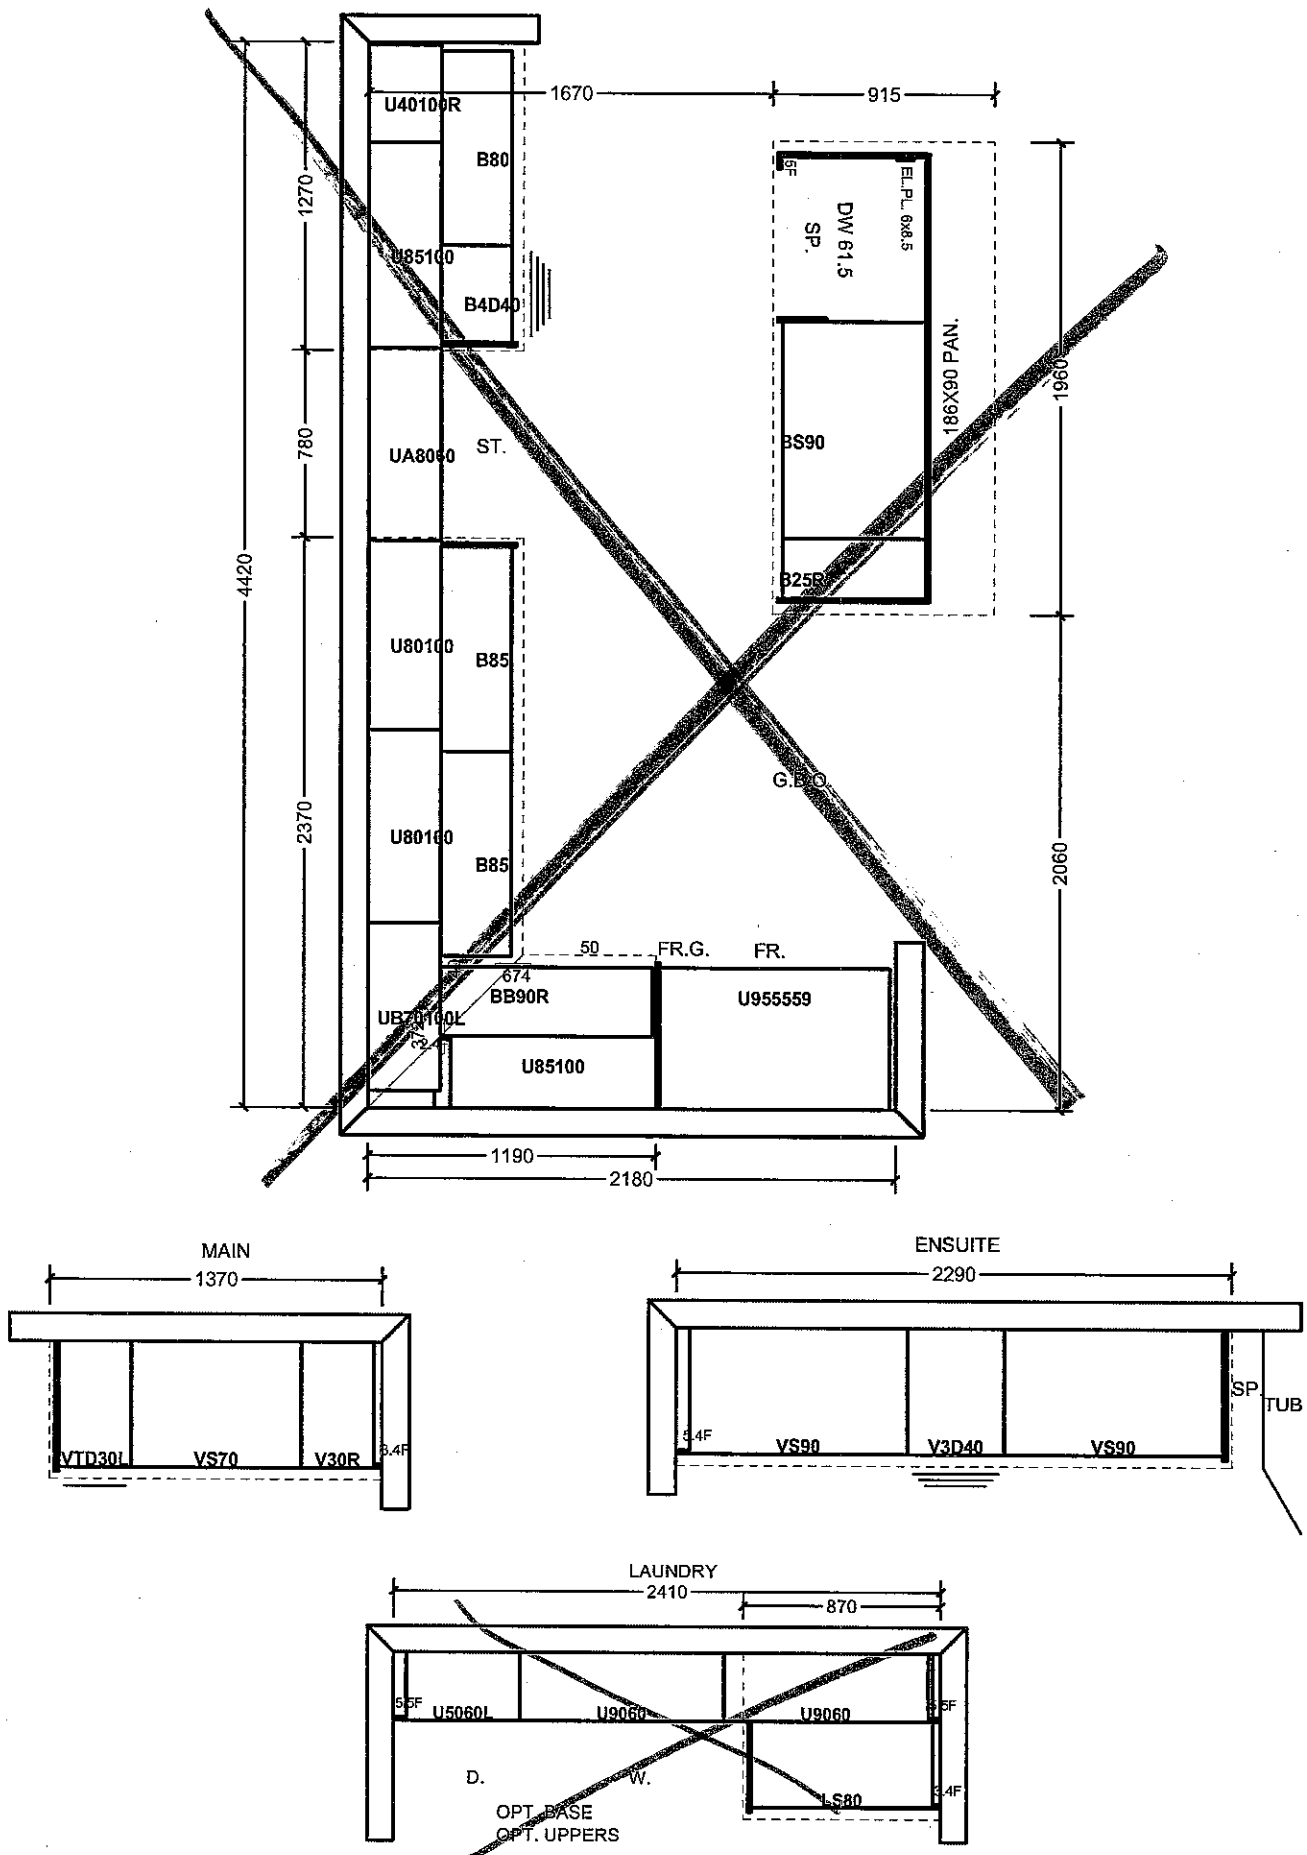 1670
915
U40100R
B80
1270
5F
EL.PL. 6x8.5
DW 61.5
SP.
U85100
B4D40
186X90 PAN.
1960
780
UA8060
ST.
BS90
4420
B25R
U80100
B85
2370
G.B.O
U80100
B85
2060
50
FR.G.
FR.
674
BB90R
U955559
UB70100L
2.4F
U85100
1190
2180
MAIN
1370
VTD30L
VS70
V30R
3.4F
ENSUITE
2290
SP.
TUB
5.4F
VS90
V3D40
VS90
LAUNDRY
2410
870
5.5F
U5060L
U9060
U9060
5.5F
D.
W.
LS80
3.4F
OPT. BASE
OPT. UPPERS